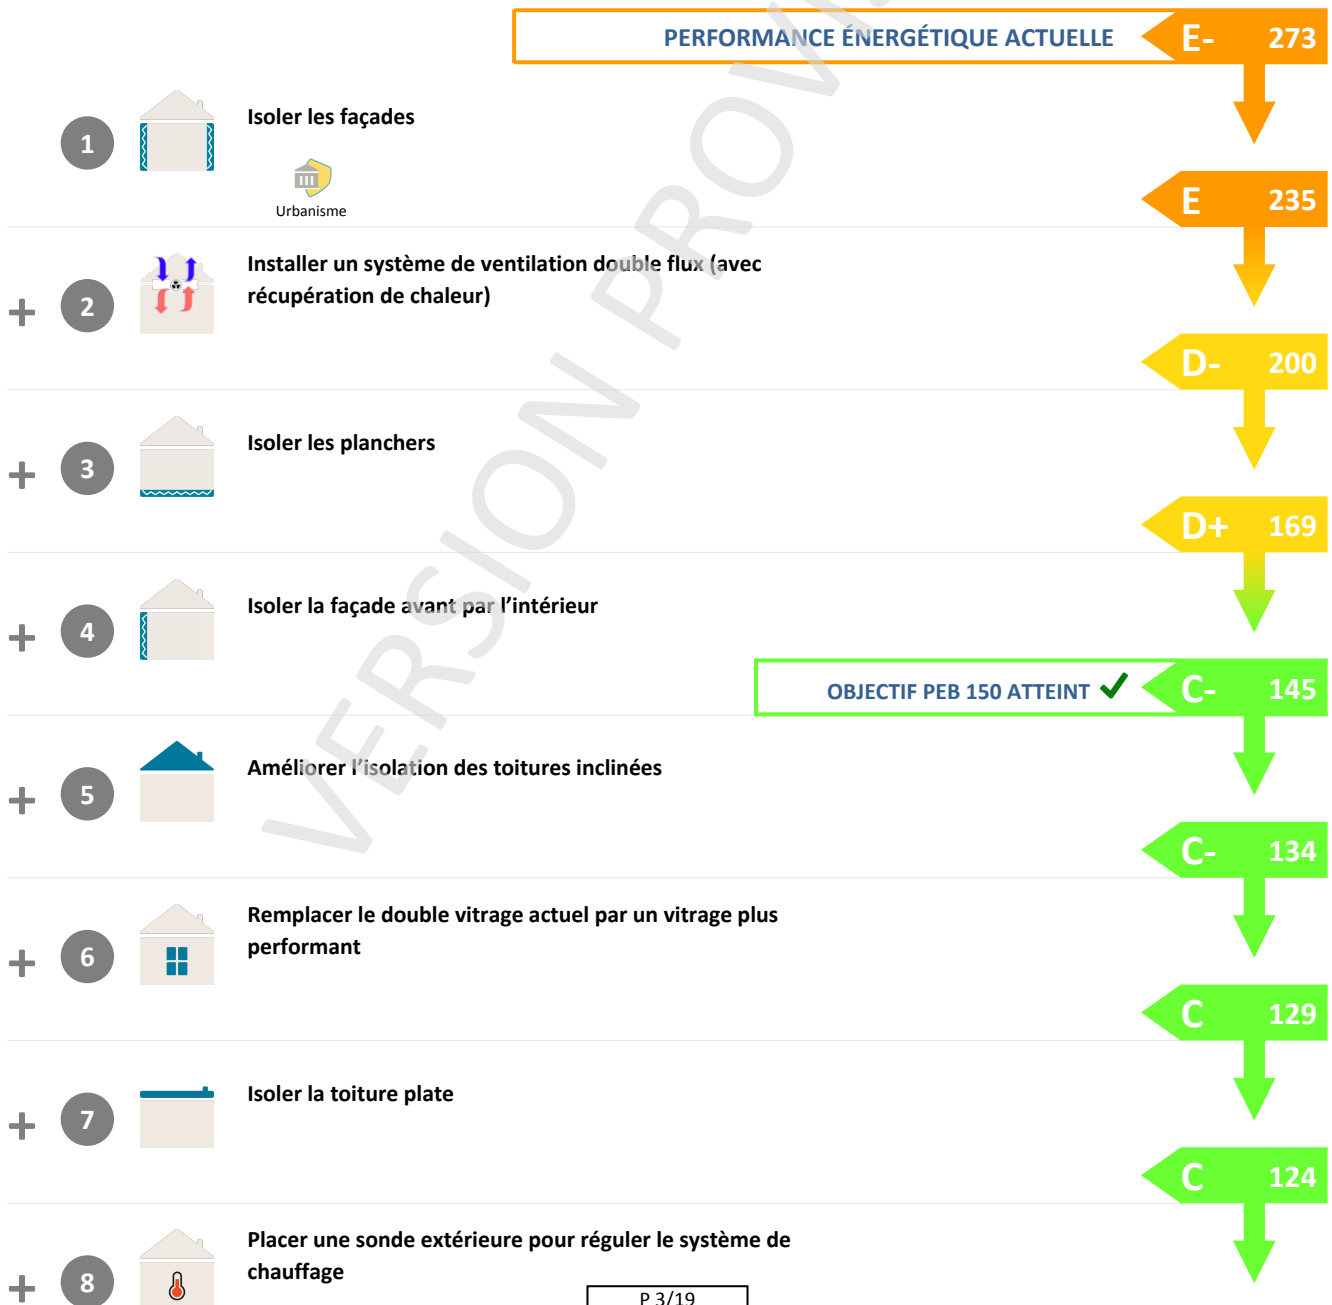 PERFORMANCE ÉNERGÉTIQUE ACTUELLE E- 273
1 Isoler les façades
Urbanisme
E 235
+ 2 Installer un système de ventilation double flux (avec
récupération de chaleur)
D- 200
+ 3 Isoler les planchers
D+ 169
+ 4 Isoler la façade avant par l’intérieur
OBJECTIF PEB 150 ATTEINT C- 145
+ 5 Améliorer l’isolation des toitures inclinées
C- 134
+ 6 Remplacer le double vitrage actuel par un vitrage plus
performant
C 129
+ 7 Isoler la toiture plate
C 124
+ 8 Placer une sonde extérieure pour réguler le système de
chauffage
P 3/19
VERSION PROVIS